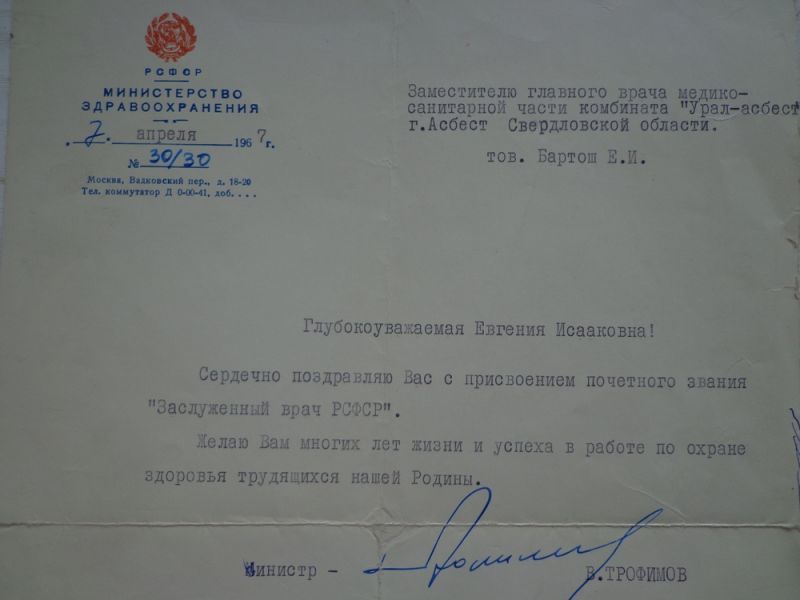 РСФСР
МИНИСТЕРСТВО
ЗДРАВООХРАНЕНИЯ
7 апреля 1967 г.
№ 30/30
Москва, Вадковский пер., д. 18-20
Тел. коммутатор Д 0-00-41, доб. . . .
Заместителю главного врача медико-
санитарной части комбината "Урал-асбест
г.Асбест Свердловской области.
тов. Бартош Е.И.
Глубокоуважаемая Евгения Исааковна!
Сердечно поздравляю Вас с присвоением почетного звания
"Заслуженный врач РСФСР".
Желаю Вам многих лет жизни и успеха в работе по охране
здоровья трудящихся нашей Родины.
Министр - В.ТРОФИМОВ